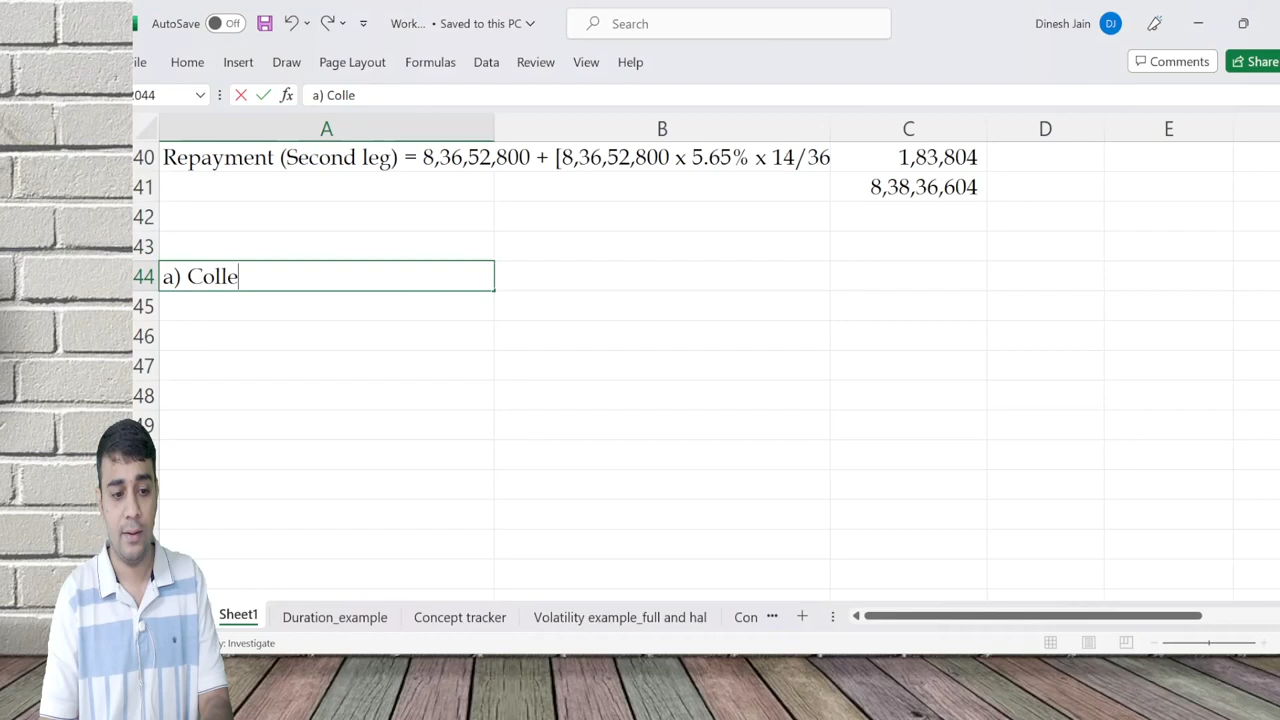 AutoSave Off Work... • Saved to this PC Search Dinesh Jain DJ
ile Home Insert Draw Page Layout Formulas Data Review View Help Comments Share
044 fx a) Colle
A B C D E
40 Repayment (Second leg) = 8,36,52,800 + [8,36,52,800 x 5.65% x 14/36 1,83,804
41 8,38,36,604
42
43
44 a) Colle
45
46
47
48
49
Sheet1 Duration_example Concept tracker Volatility example_full and hal Con ••• +
y: Investigate